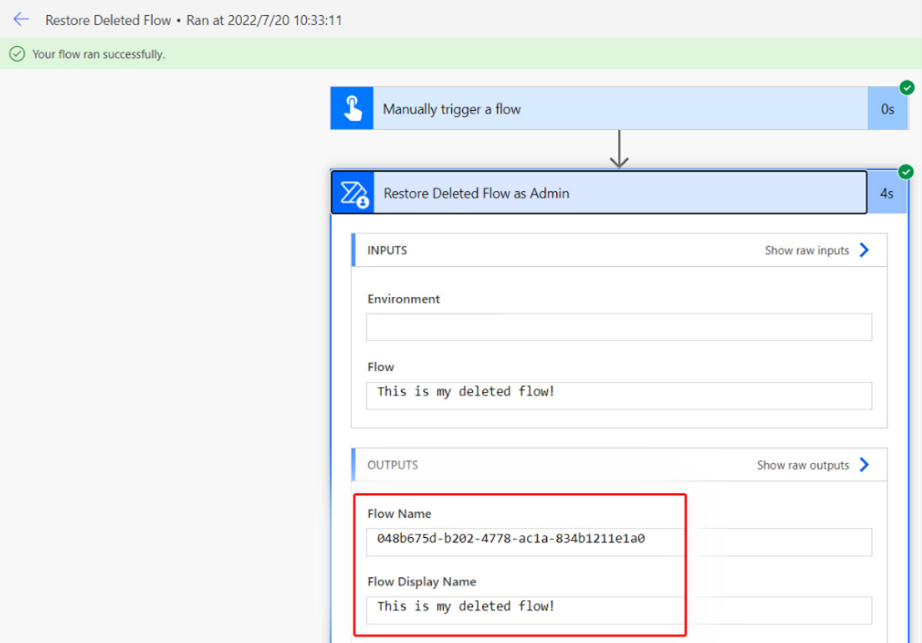 Restore Deleted Flow • Ran at 2022/7/20 10:33:11
Your flow ran successfully.
Manually trigger a flow 0s
Restore Deleted Flow as Admin 4s
INPUTS Show raw inputs
Environment
Flow
This is my deleted flow!
OUTPUTS Show raw outputs
Flow Name
048b675d-b202-4778-ac1a-834b1211e1a0
Flow Display Name
This is my deleted flow!